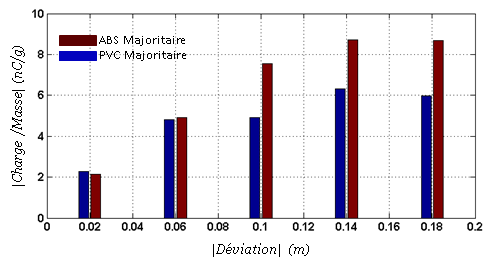 10
8
6
4
2
0
ABS Majoritaire
PVC Majoritaire
|Charge /Masse| (nC/g)
0 0.02 0.04 0.06 0.08 0.1 0.12 0.14 0.16 0.18 0.2
|Déviation| (m)